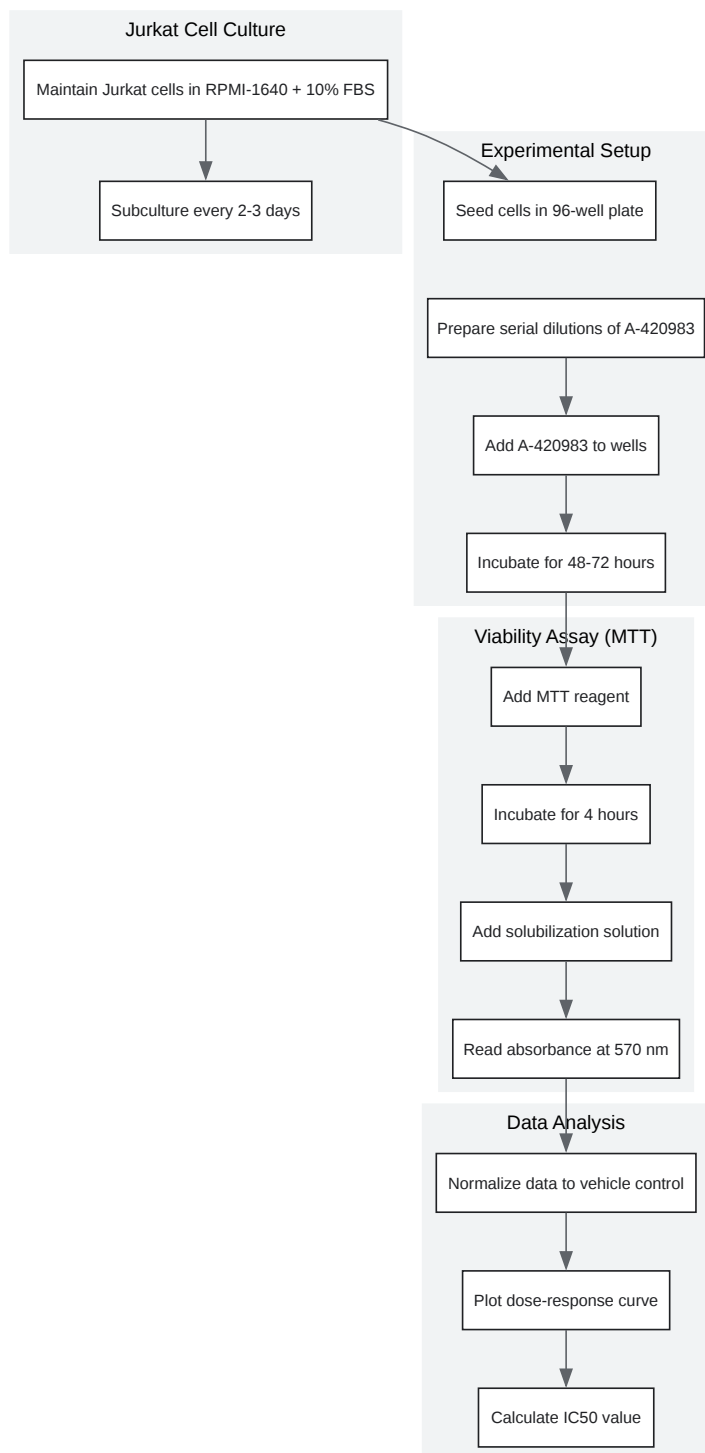 Jurkat Cell Culture
Maintain Jurkat cells in RPMI-1640 + 10% FBS
Subculture every 2-3 days
Experimental Setup
Seed cells in 96-well plate
Prepare serial dilutions of A-420983
Add A-420983 to wells
Incubate for 48-72 hours
Viability Assay (MTT)
Add MTT reagent
Incubate for 4 hours
Add solubilization solution
Read absorbance at 570 nm
Data Analysis
Normalize data to vehicle control
Plot dose-response curve
Calculate IC50 value